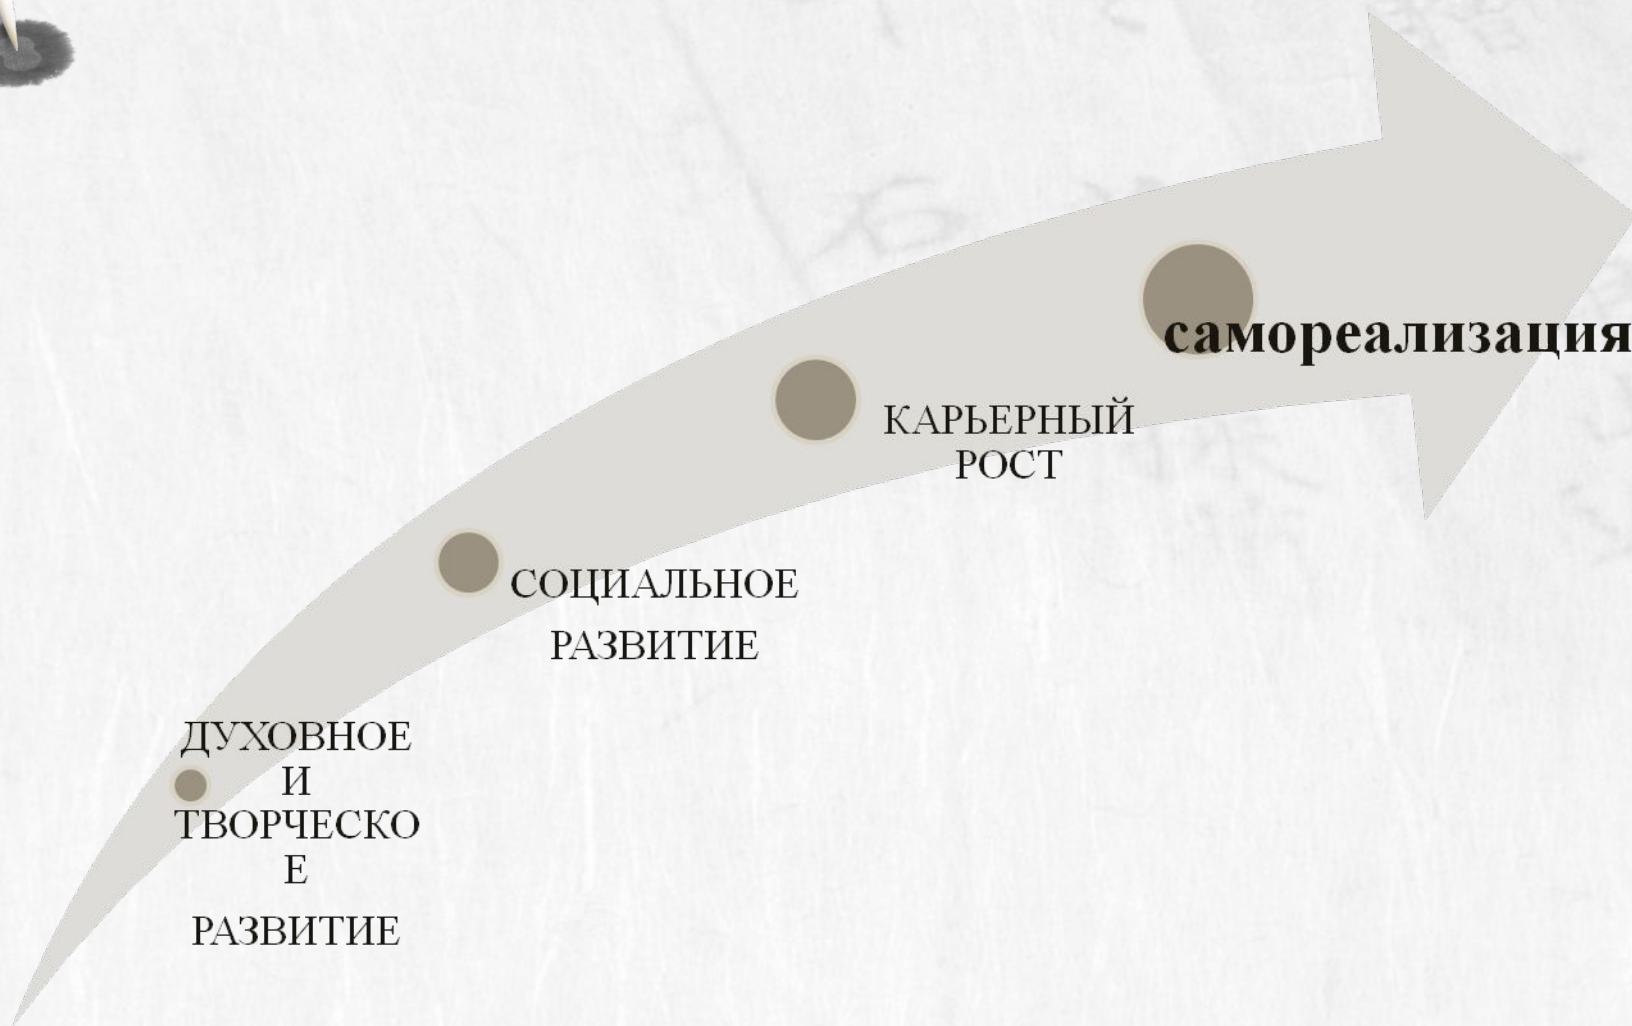 самореализация
КАРЬЕРНЫЙ
РОСТ
СОЦИАЛЬНОЕ
РАЗВИТИЕ
ДУХОВНОЕ
И
ТВОРЧЕСКО
Е
РАЗВИТИЕ